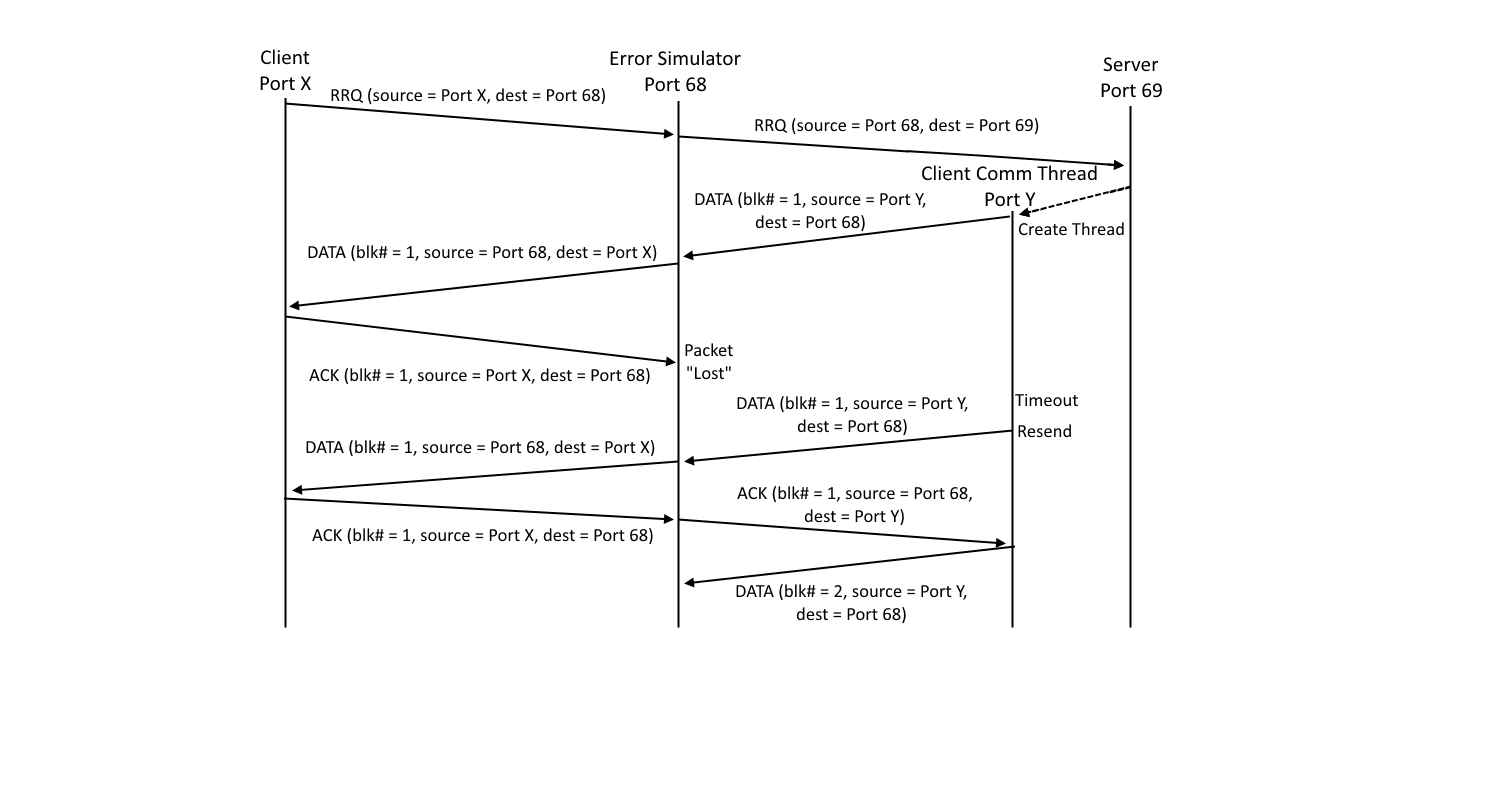 Client
Port X
Error Simulator
Port 68
Server
Port 69
RRQ (source = Port X, dest = Port 68)
RRQ (source = Port 68, dest = Port 69)
Client Comm Thread
Port Y
DATA (blk# = 1, source = Port Y,
dest = Port 68)
Create Thread
DATA (blk# = 1, source = Port 68, dest = Port X)
Packet
"Lost"
ACK (blk# = 1, source = Port X, dest = Port 68)
Timeout
DATA (blk# = 1, source = Port Y,
dest = Port 68)
Resend
DATA (blk# = 1, source = Port 68, dest = Port X)
ACK (blk# = 1, source = Port 68,
dest = Port Y)
ACK (blk# = 1, source = Port X, dest = Port 68)
DATA (blk# = 2, source = Port Y,
dest = Port 68)